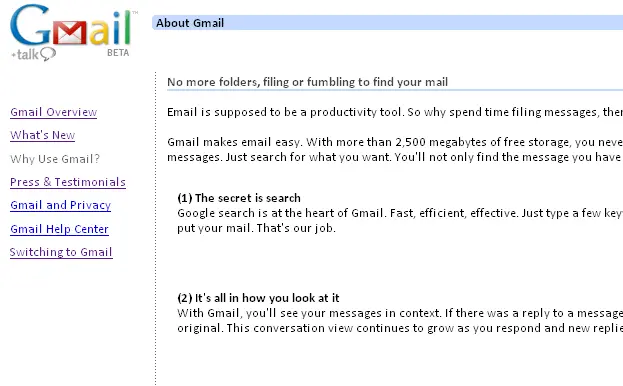 Gmail™
+talk BETA
About Gmail
Gmail Overview
What's New
Why Use Gmail?
Press & Testimonials
Gmail and Privacy
Gmail Help Center
Switching to Gmail
No more folders, filing or fumbling to find your mail
Email is supposed to be a productivity tool. So why spend time filing messages,
Gmail makes email easy. With more than 2,500 megabytes of free storage, you
messages. Just search for what you want. You'll not only find the message you have
(1) The secret is search
Google search is at the heart of Gmail. Fast, efficient, effective. Just type a few
put your mail. That's our job.
(2) It's all in how you look at it
With Gmail, you'll see your messages in context. If there was a reply to a
original. This conversation view continues to grow as you respond and new